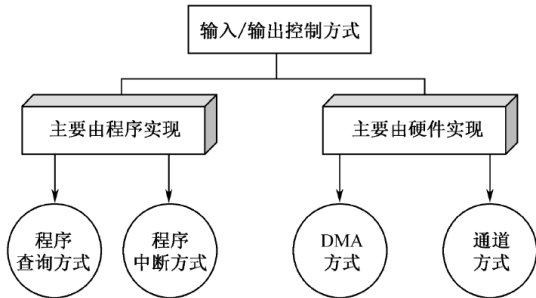 输入/输出控制方式
主要由程序实现
主要由硬件实现
程序
查询方式
程序
中断方式
DMA
方式
通道
方式